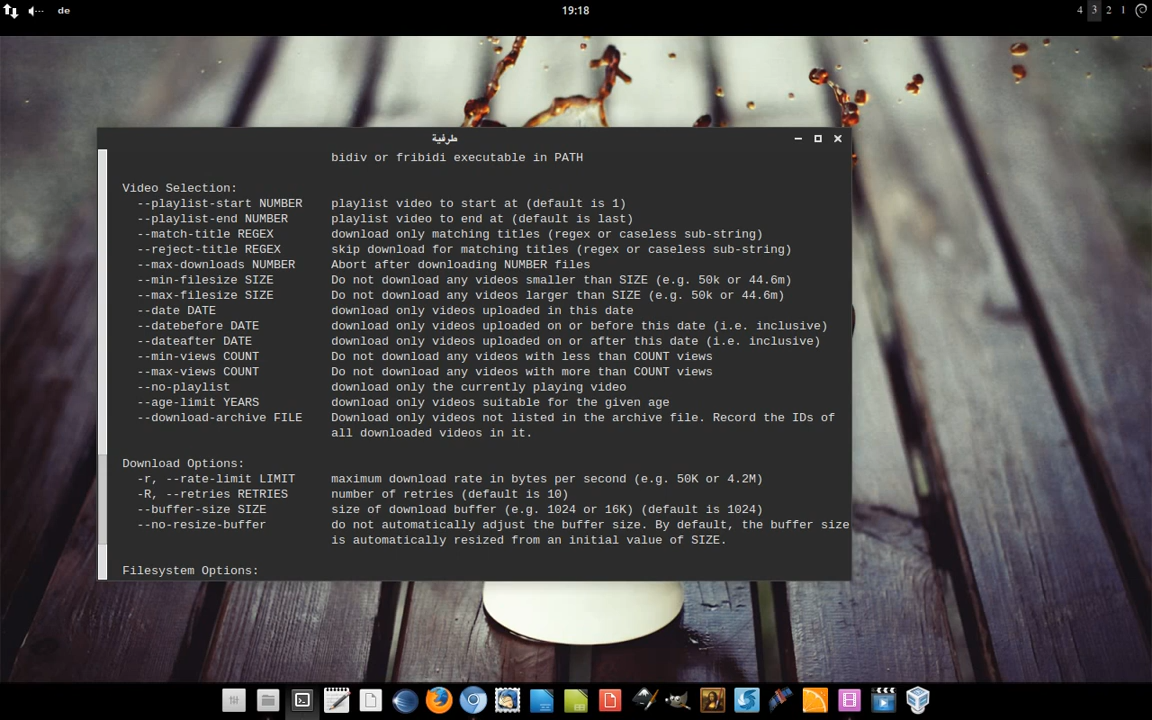 de
19:18
4 3 2 1
طرفية
bidiv or fribidi executable in PATH
Video Selection:
--playlist-start NUMBER playlist video to start at (default is 1)
--playlist-end NUMBER playlist video to end at (default is last)
--match-title REGEX download only matching titles (regex or caseless sub-string)
--reject-title REGEX skip download for matching titles (regex or caseless sub-string)
--max-downloads NUMBER Abort after downloading NUMBER files
--min-filesize SIZE Do not download any videos smaller than SIZE (e.g. 50k or 44.6m)
--max-filesize SIZE Do not download any videos larger than SIZE (e.g. 50k or 44.6m)
--date DATE download only videos uploaded in this date
--datebefore DATE download only videos uploaded on or before this date (i.e. inclusive)
--dateafter DATE download only videos uploaded on or after this date (i.e. inclusive)
--min-views COUNT Do not download any videos with less than COUNT views
--max-views COUNT Do not download any videos with more than COUNT views
--no-playlist download only the currently playing video
--age-limit YEARS download only videos suitable for the given age
--download-archive FILE Download only videos not listed in the archive file. Record the IDs of
all downloaded videos in it.
Download Options:
-r, --rate-limit LIMIT maximum download rate in bytes per second (e.g. 50K or 4.2M)
-R, --retries RETRIES number of retries (default is 10)
--buffer-size SIZE size of download buffer (e.g. 1024 or 16K) (default is 1024)
--no-resize-buffer do not automatically adjust the buffer size. By default, the buffer size
is automatically resized from an initial value of SIZE.
Filesystem Options: